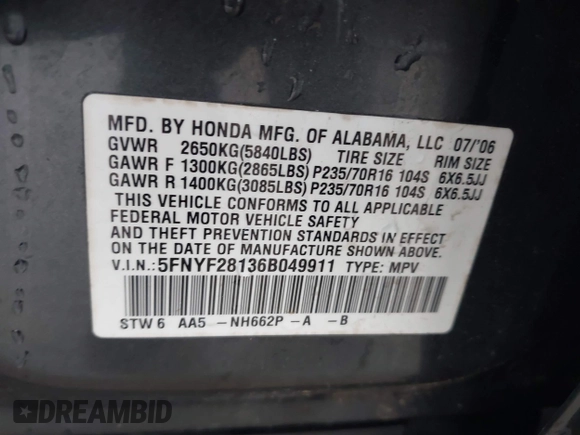 MFD. BY HONDA MFG. OF ALABAMA, LLC 07/'06
GVWR 2650KG(5840LBS) TIRE SIZE RIM SIZE
GAWR F 1300KG(2865LBS) P235/70R16 104S 6X6.5JJ
GAWR R 1400KG(3085LBS) P235/70R16 104S 6X6.5JJ
THIS VEHICLE CONFORMS TO ALL APPLICABLE
FEDERAL MOTOR VEHICLE SAFETY
AND THEFT PREVENTION STANDARDS IN EFFECT
ON THE DATE OF MANUFACTURE SHOWN ABOVE.
V.I.N.:5FNYF28136B049911 TYPE: MPV
STW6 AA5 -NH662P -A -B
DREAMBID